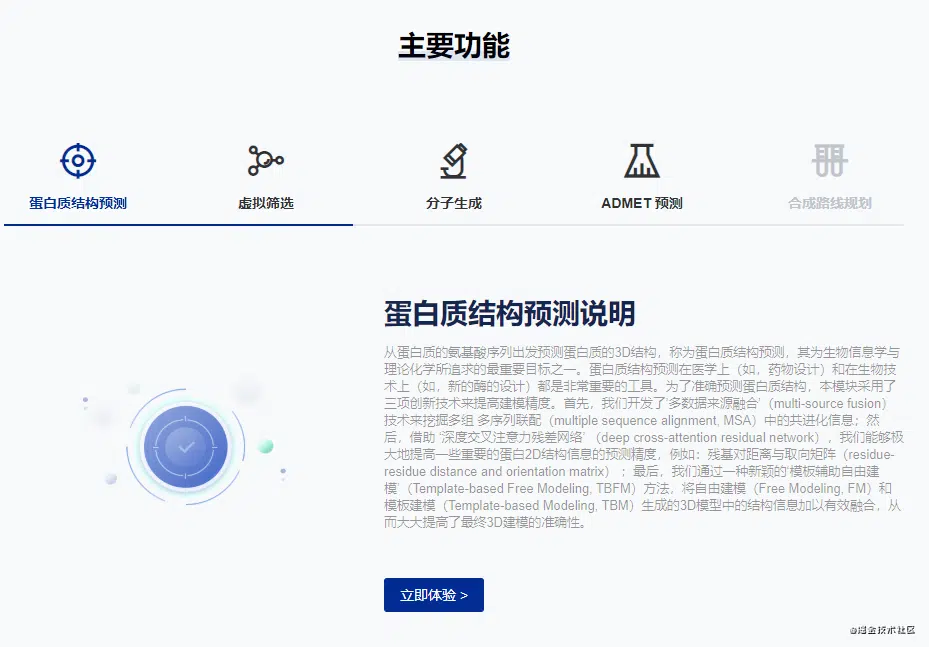 主要功能
蛋白质结构预测
虚拟筛选
分子生成
ADMET 预测
合成路线规划
蛋白质结构预测说明
从蛋白质的氨基酸序列出发预测蛋白质的3D结构，称为蛋白质结构预测，其为生物信息学与
理论化学所追求的最重要目标之一。蛋白质结构预测在医学上（如，药物设计）和在生物技
术上（如，新的酶的设计）都是非常重要的工具。为了准确预测蛋白质结构，本模块采用了
三项创新技术来提高建模精度。首先，我们开发了‘多数据来源融合’（multi-source fusion）
技术来挖掘多组 多序列联配（multiple sequence alignment, MSA）中的共进化信息；然
后，借助 ‘深度交叉注意力残差网络’ （deep cross-attention residual network），我们能够极
大地提高一些重要的蛋白2D结构信息的预测精度，例如：残基对距离与取向矩阵（residue-
residue distance and orientation matrix） ；最后，我们通过一种新颖的‘模板辅助自由建
模’（Template-based Free Modeling, TBFM）方法，将自由建模（Free Modeling, FM）和
模板建模（Template-based Modeling, TBM）生成的3D模型中的结构信息加以有效融合，从
而大大提高了最终3D建模的准确性。
立即体验 >
@掘金技术社区